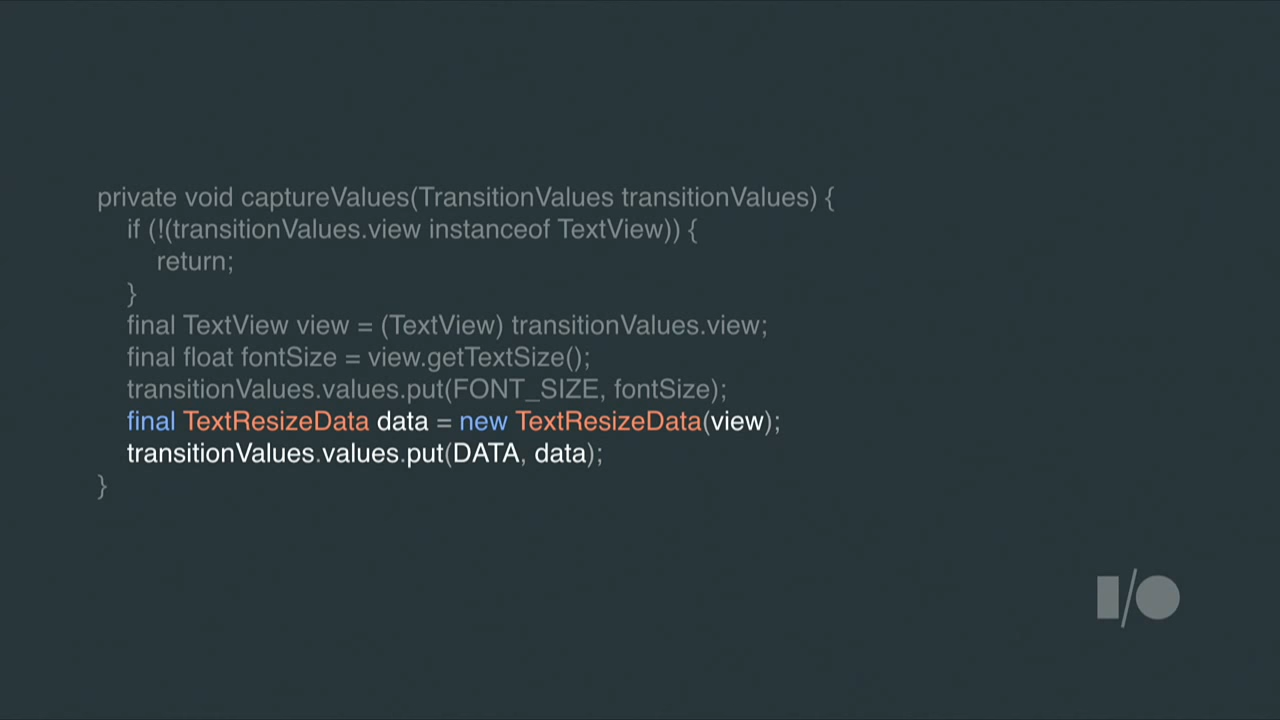 private void captureValues(TransitionValues transitionValues) {
if (!(transitionValues.view instanceof TextView)) {
return;
}
final TextView view = (TextView) transitionValues.view;
final float fontSize = view.getTextSize();
transitionValues.values.put(FONT_SIZE, fontSize);
final TextResizeData data = new TextResizeData(view);
transitionValues.values.put(DATA, data);
}
I/O